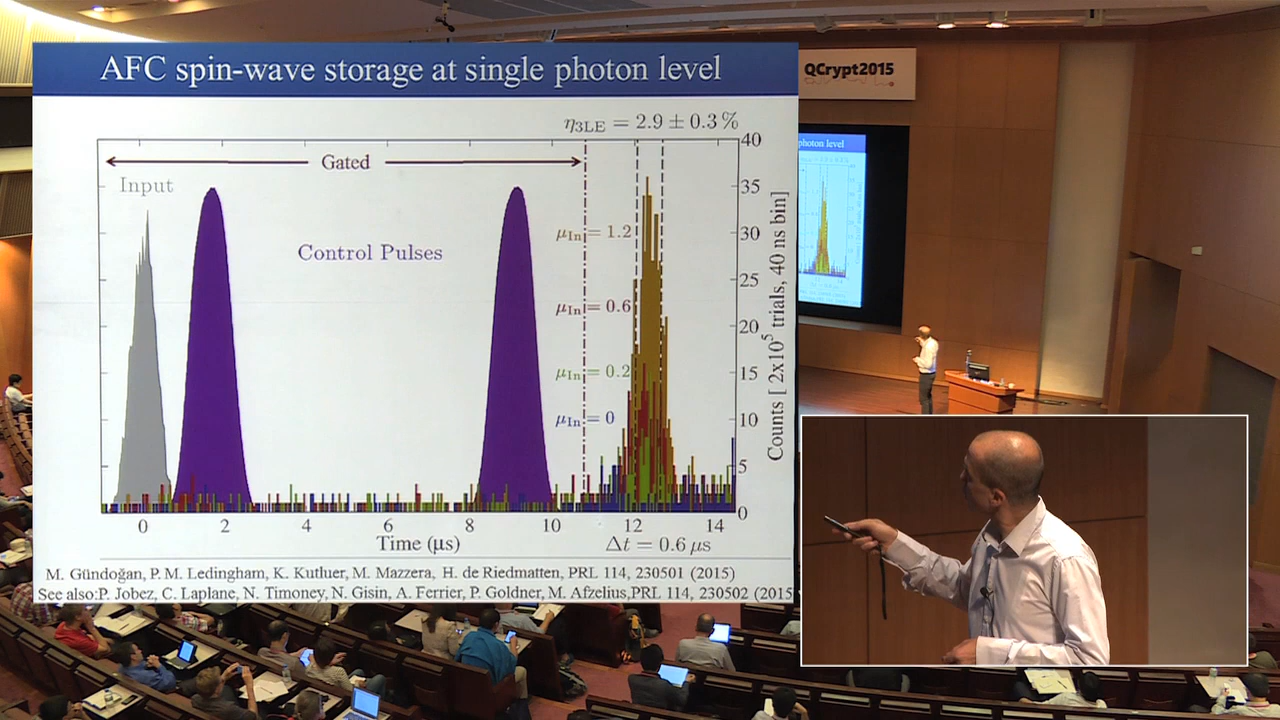 AFC spin-wave storage at single photon level
QCrypt2015
photon level
η3LE = 2.9 ± 0.3 %
Gated
Input
Control Pulses
μIn = 1.2
μIn = 0.6
μIn = 0.2
μIn = 0
40
35
30
25
20
15
10
5
0
Counts [ 2x10⁵ trials, 40 ns bin]
0 2 4 6 8 10 12 14
Time (μs)
Δt = 0.6 μs
M. Gündoğan, P. M. Ledingham, K. Kutluer, M. Mazzera, H. de Riedmatten, PRL 114, 230501 (2015)
See also:P. Jobez, C. Laplane, N. Timoney, N. Gisin, A. Ferrier, P. Goldner, M. Afzelius,PRL 114, 230502 (2015